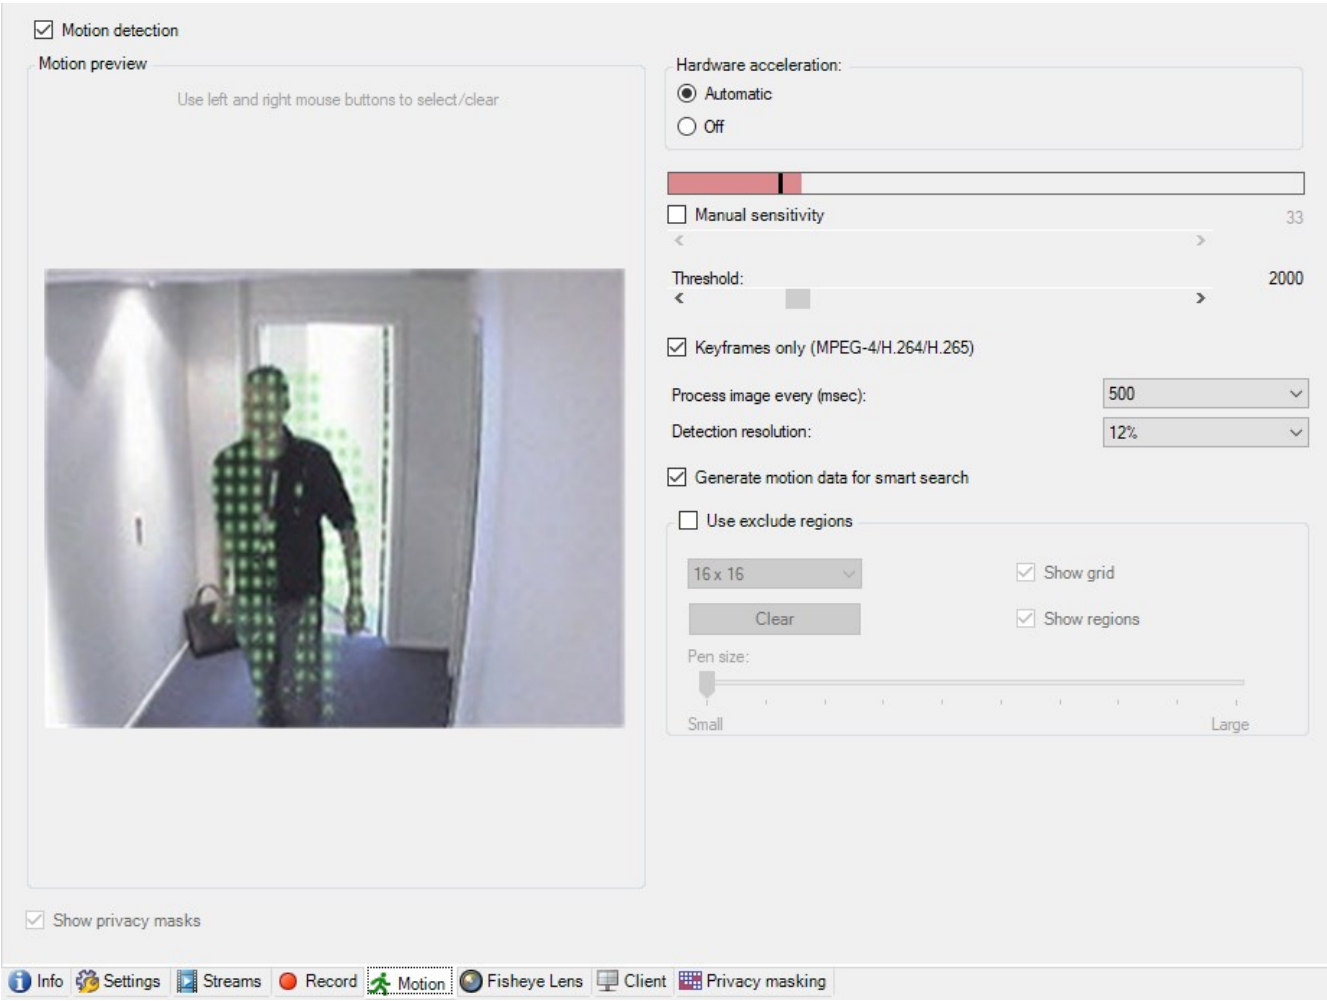 Motion detection
Motion preview
Use left and right mouse buttons to select/clear
Hardware acceleration:
Automatic
Off
Manual sensitivity 33
Threshold: 2000
Keyframes only (MPEG-4/H.264/H.265)
Process image every (msec): 500
Detection resolution: 12%
Generate motion data for smart search
Use exclude regions
16 x 16 Show grid
Clear Show regions
Pen size:
Small Large
Show privacy masks
Info Settings Streams Record Motion Fisheye Lens Client Privacy masking